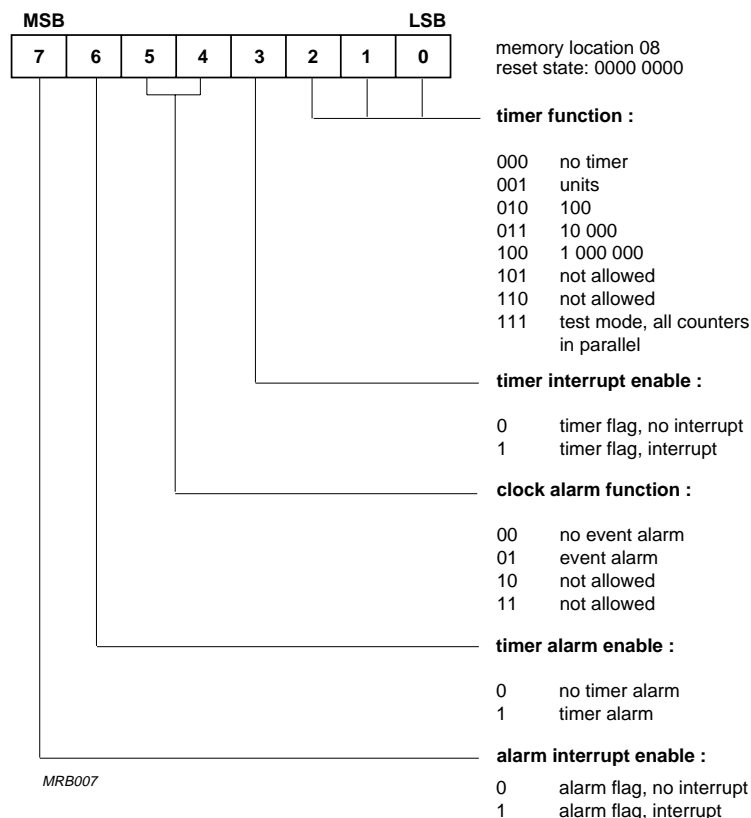 MSB LSB
7 6 5 4 3 2 1 0
memory location 08
reset state: 0000 0000
timer function :
000 no timer
001 units
010 100
011 10 000
100 1 000 000
101 not allowed
110 not allowed
111 test mode, all counters
in parallel
timer interrupt enable :
0 timer flag, no interrupt
1 timer flag, interrupt
clock alarm function :
00 no event alarm
01 event alarm
10 not allowed
11 not allowed
timer alarm enable :
0 no timer alarm
1 timer alarm
alarm interrupt enable :
0 alarm flag, no interrupt
1 alarm flag, interrupt
MRB007